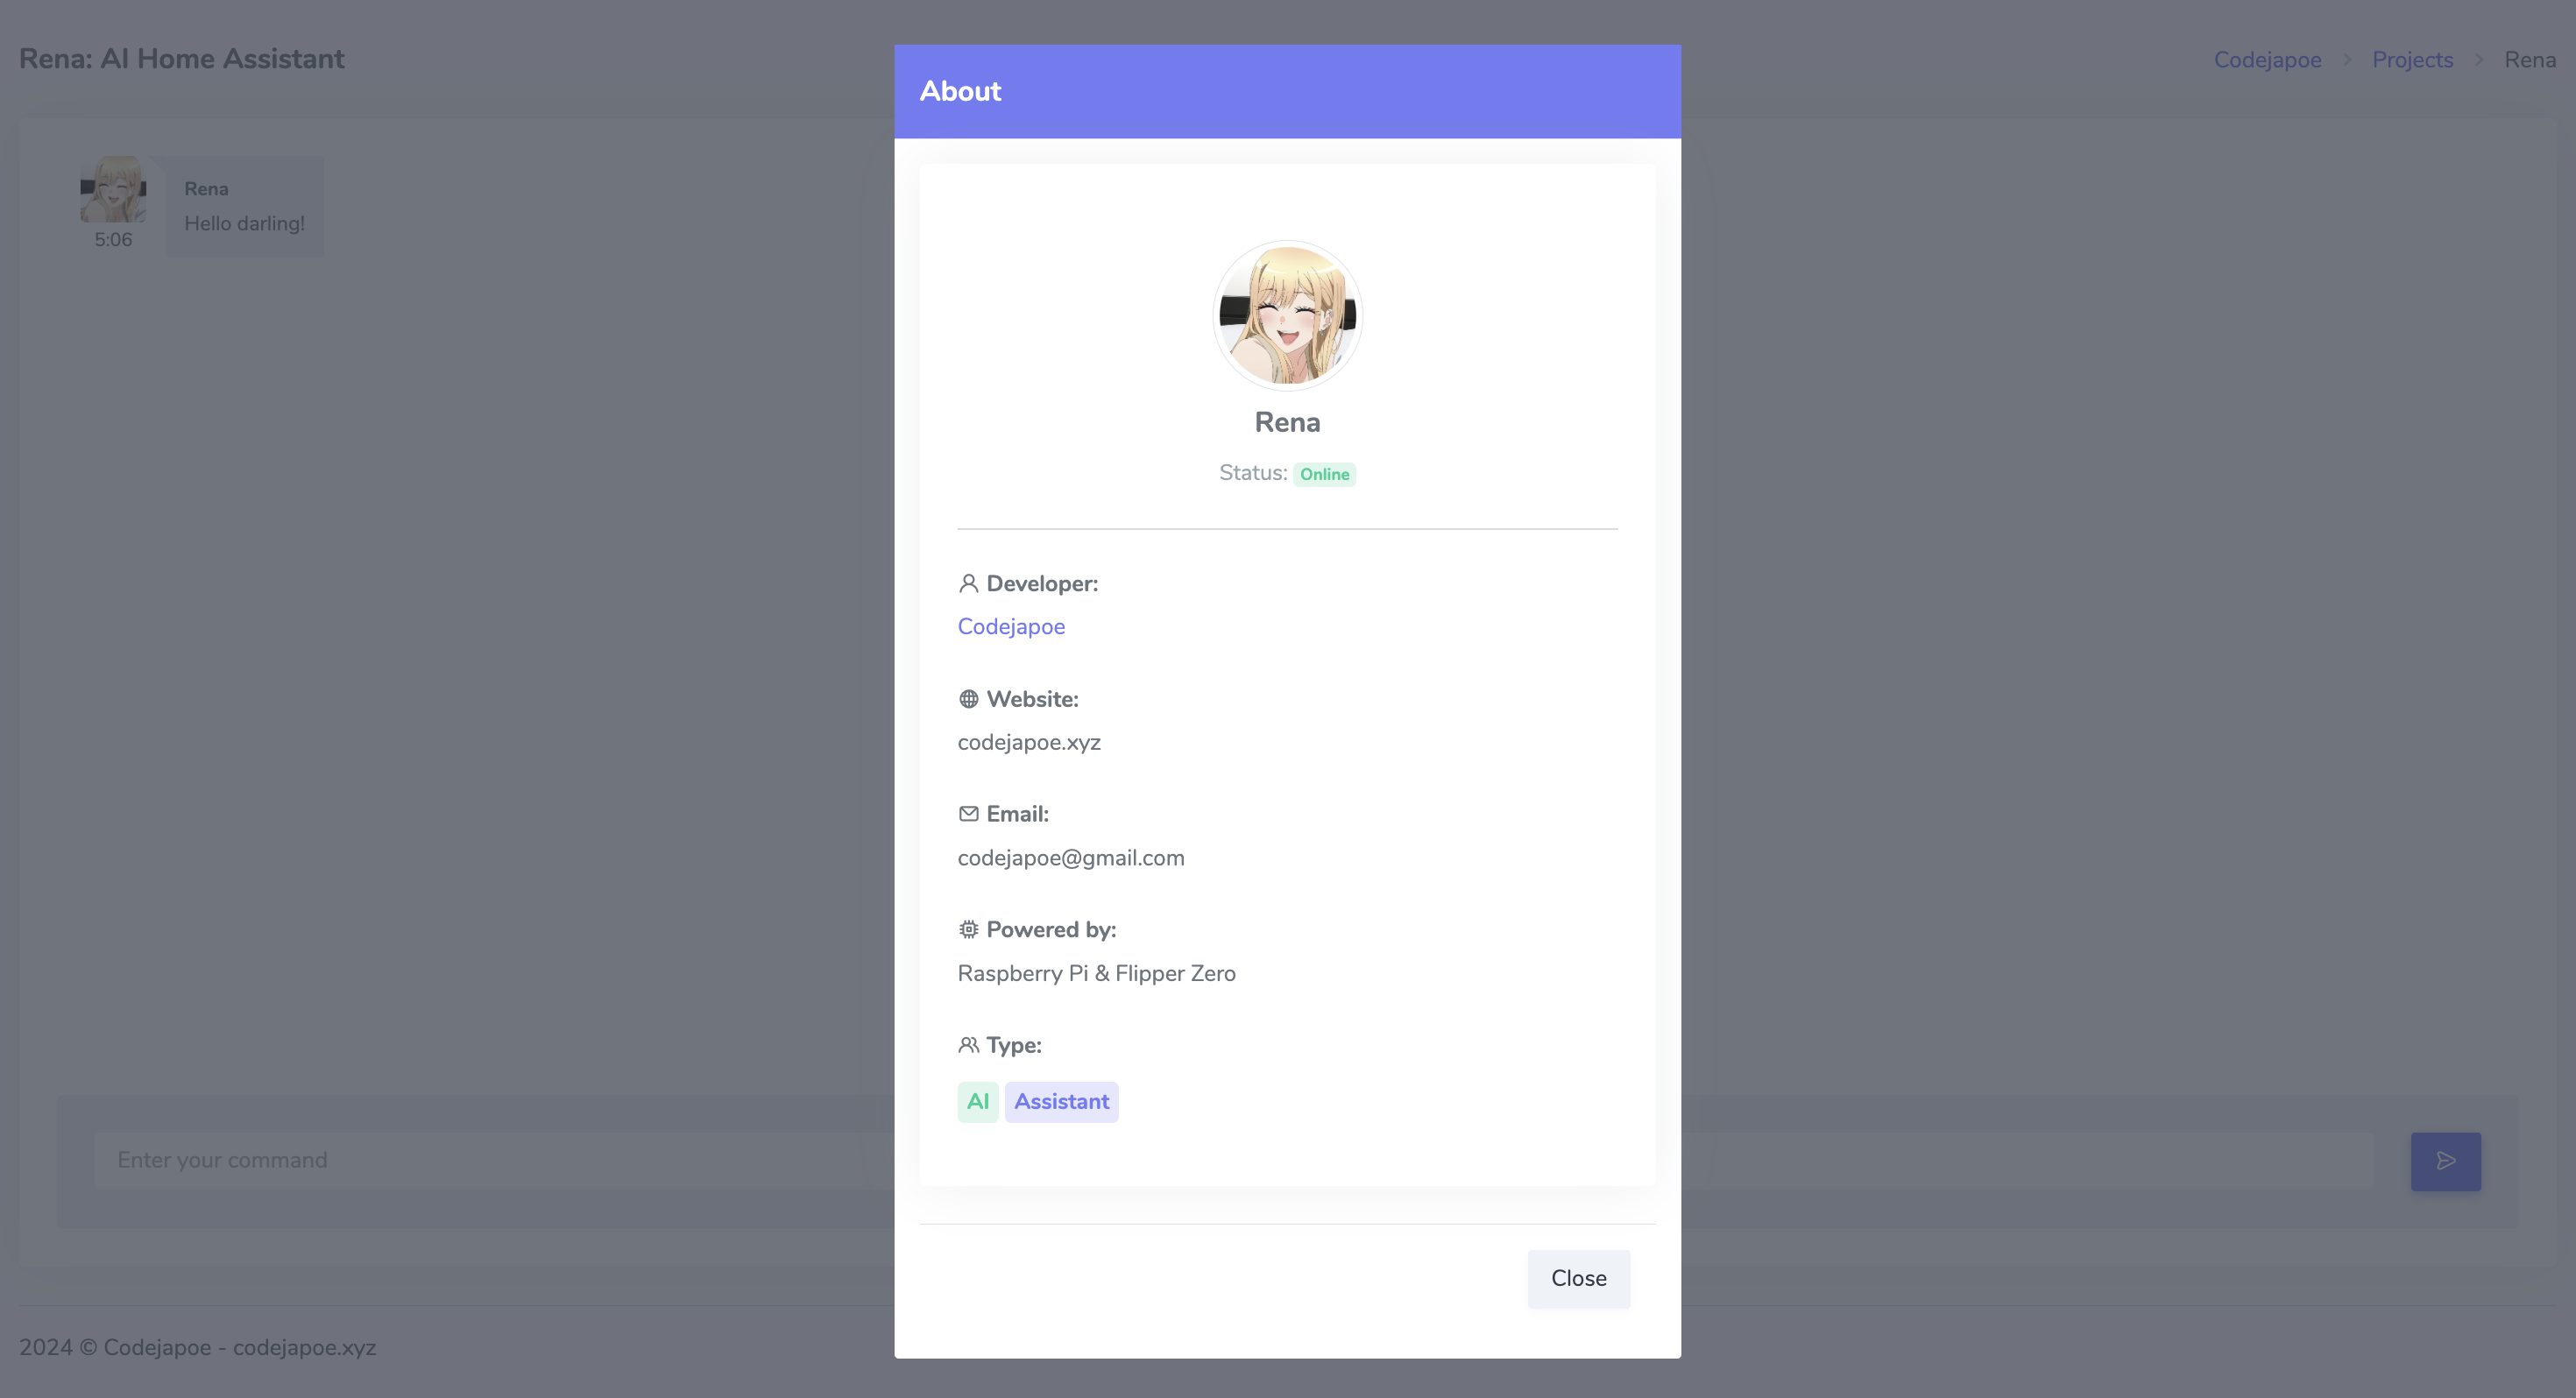 Rena: AI Home Assistant
Codejapoe > Projects > Rena
Rena
Hello darling!
5:06
About
Rena
Status: Online
Developer:
Codejapoe
Website:
codejapoe.xyz
Email:
codejapoe@gmail.com
Powered by:
Raspberry Pi & Flipper Zero
Type:
AI Assistant
Enter your command
Close
2024 © Codejapoe - codejapoe.xyz